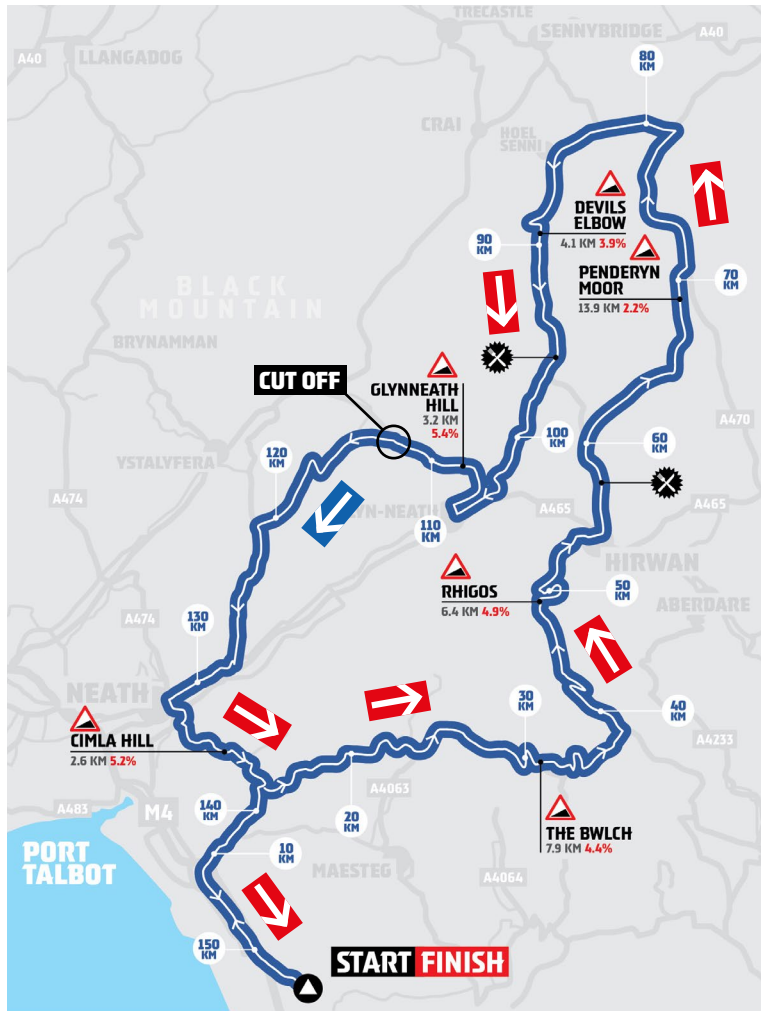 TRECASTLE
SENNYBRIDGE
A40
A40
LLANGADOG
80
KM
CRAI
HOEL
SENNI
DEVILS
ELBOW
4.1 KM 3.9%
90
KM
PENDERYN
MOOR
13.9 KM 2.2%
70
KM
BLACK
MOUNTAIN
BRYNAMMAN
CUT OFF
GLYNNEATH
HILL
3.2 KM
5.4%
A470
100
KM
60
KM
120
KM
YSTALYFERA
A474
LYN-NEATH
110
KM
A465
A465
HIRWAN
RHIGOS
6.4 KM 4.9%
50
KM
ABERDARE
A474
130
KM
NEATH
30
KM
40
KM
CIMLA HILL
2.6 KM 5.2%
A4233
A4063
A483
M4
140
KM
20
KM
THE BWLCH
7.9 KM 4.4%
PORT
TALBOT
10
KM
MAESTEG
A4064
150
KM
START FINISH